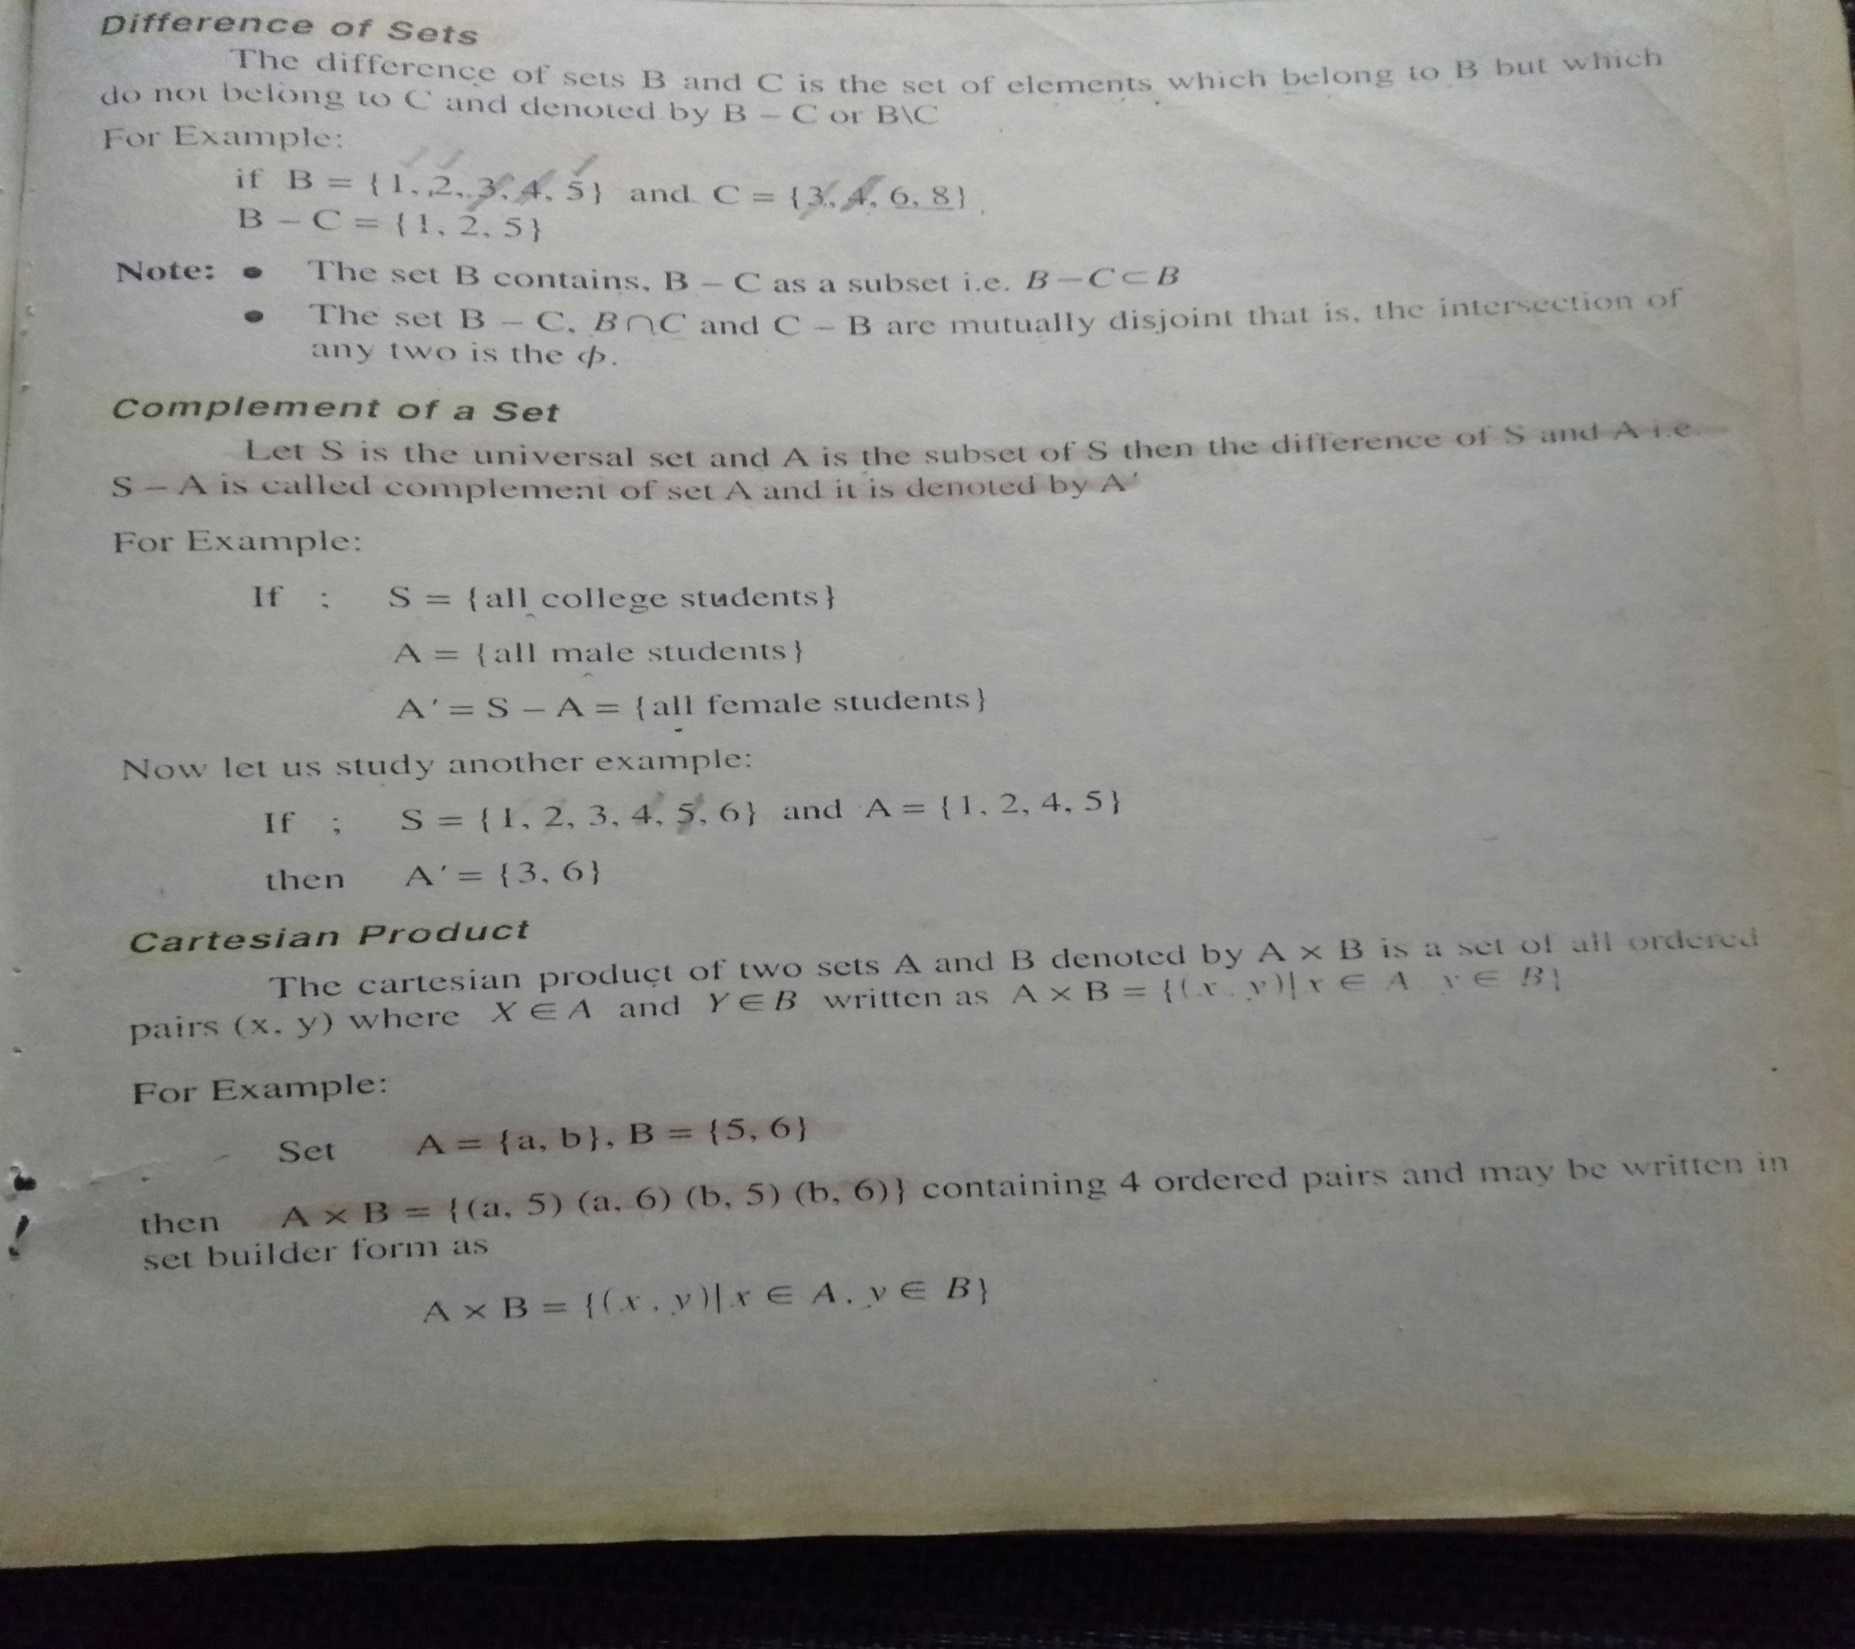 Difference of Sets
The difference of sets B and C is the set of elements which belong to B but which
do not belong to C and denoted by B – C or B\C
For Example:
if B = {1, 2, 3, 4, 5} and C = {3, 4, 6, 8}
B – C = {1, 2, 5}
Note: • The set B contains, B – C as a subset i.e. B–C⊂B
• The set B – C, B∩C and C – B are mutually disjoint that is, the intersection of
any two is the ϕ.
Complement of a Set
Let S is the universal set and A is the subset of S then the difference of S and A i.e.
S – A is called complement of set A and it is denoted by A′
For Example:
If : S = {all college students}
A = {all male students}
A′ = S – A = {all female students}
Now let us study another example:
If ; S = {1, 2, 3, 4, 5, 6} and A = {1, 2, 4, 5}
then A′ = {3, 6}
Cartesian Product
The cartesian product of two sets A and B denoted by A × B is a set of all ordered
pairs (x, y) where X ∈ A and Y ∈ B written as A × B = {(x, y)|x ∈ A, y ∈ B}
For Example:
Set A = {a, b}, B = {5, 6}
then A × B = {(a, 5) (a, 6) (b, 5) (b, 6)} containing 4 ordered pairs and may be written in
set builder form as
A × B = {(x, y)|x ∈ A, y ∈ B}